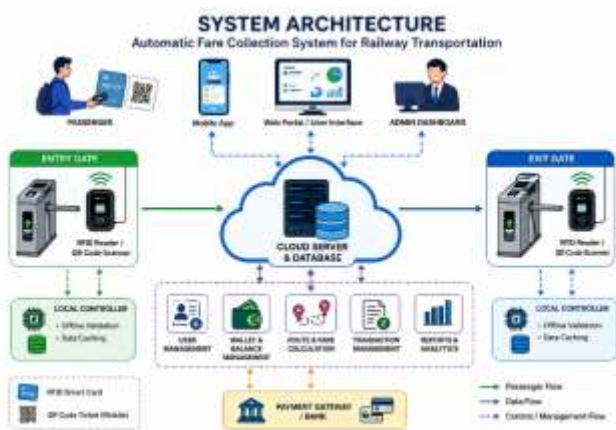 SYSTEM ARCHITECTURE
Automatic Fare Collection System for Railway Transportation
PASSENGER
Mobile App
Web Portal / User Interface
ADMIN DASHBOARD
ENTRY GATE
RFID Reader /
QR Code Scanner
CLOUD SERVER
& DATABASE
EXIT GATE
RFID Reader /
QR Code Scanner
LOCAL CONTROLLER
• Offline Validation
• Data Caching
USER
MANAGEMENT
WALLET &
BALANCE
MANAGEMENT
ROUTE & FARE
CALCULATION
TRANSACTION
MANAGEMENT
REPORTS &
ANALYTICS
LOCAL CONTROLLER
• Offline Validation
• Data Caching
RFID Smart Card
QR Code Ticket (Mobile)
PAYMENT GATEWAY
/ BANK
Passenger Flow
Data Flow
Control / Management Flow